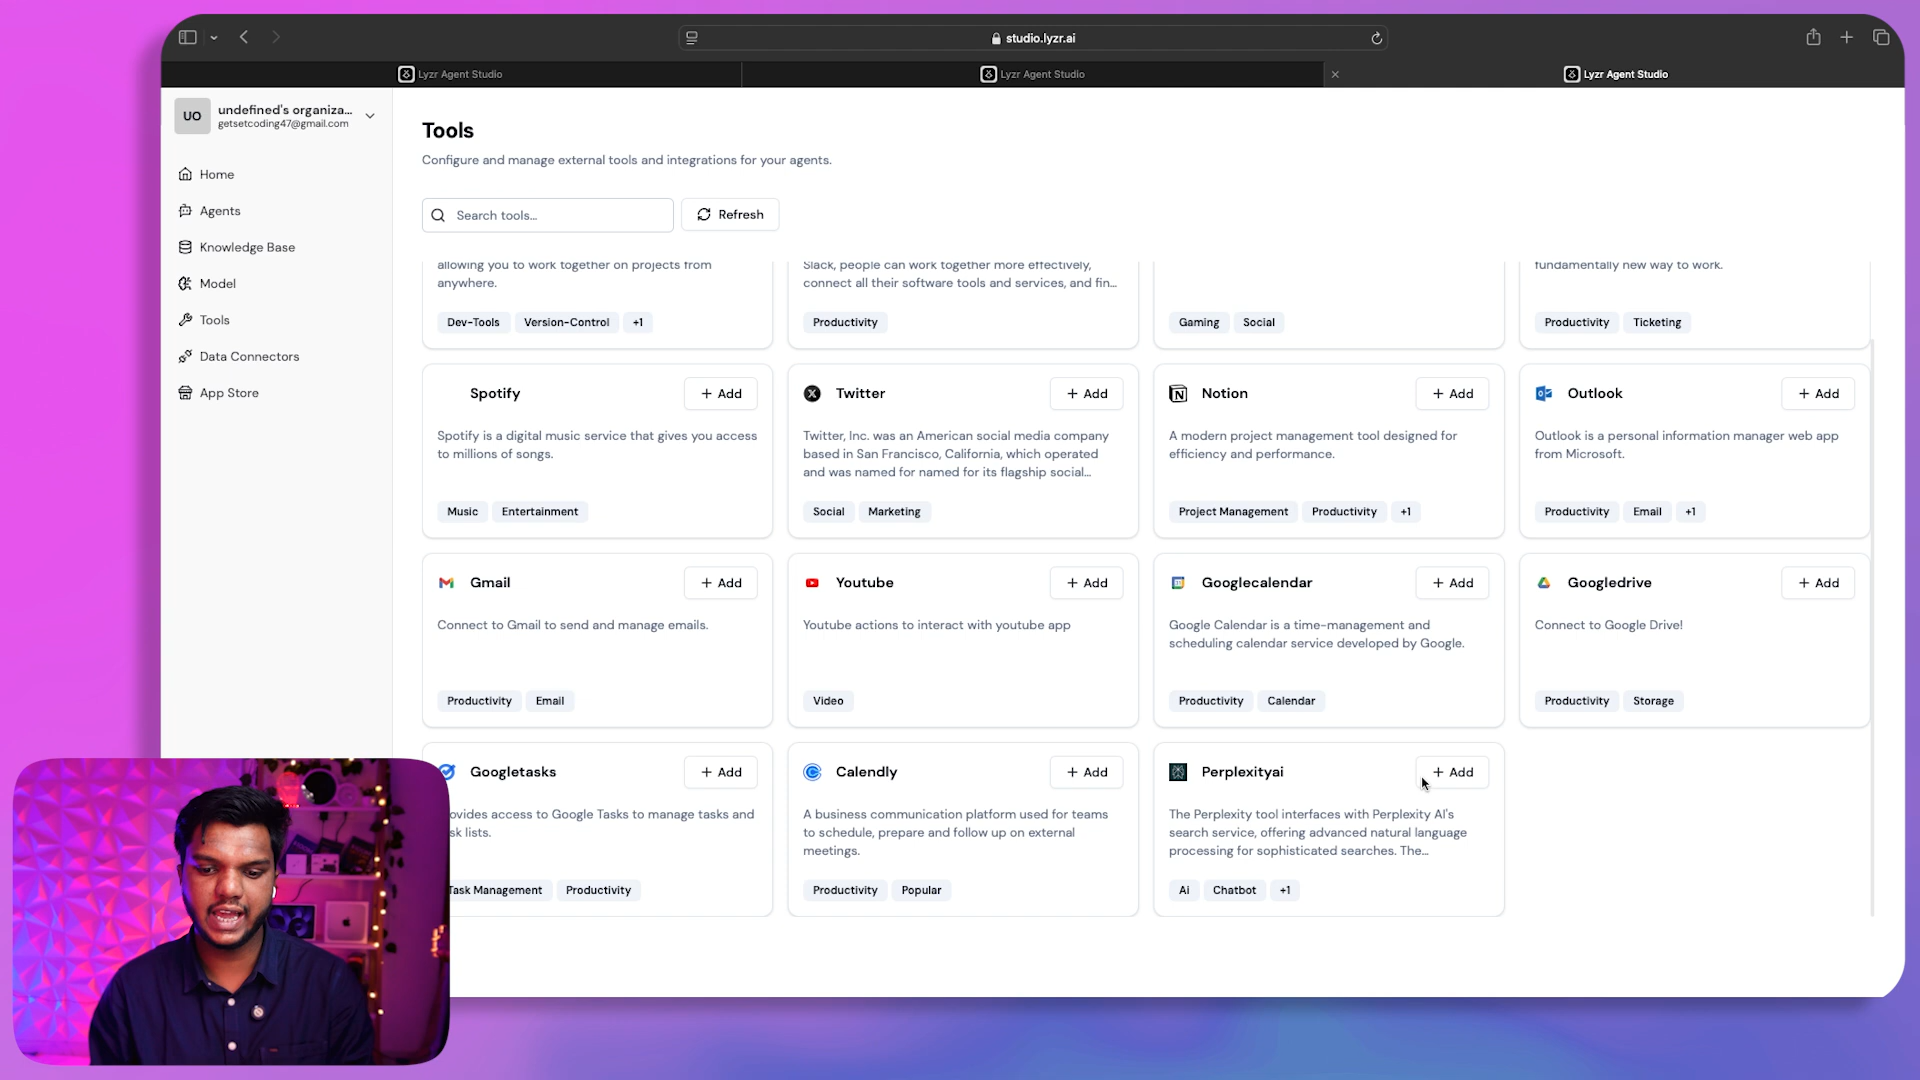 studio.lyzr.ai
Lyzr Agent Studio
Lyzr Agent Studio
Lyzr Agent Studio
UO
undefined's organiza...
getsetcoding47@gmail.com
Home
Agents
Knowledge Base
Model
Tools
Data Connectors
App Store
Tools
Configure and manage external tools and integrations for your agents.
Search tools...
Refresh
allowing you to work together on projects from
anywhere.
Dev-Tools Version-Control +1
Slack, people can work together more effectively,
connect all their software tools and services, and fin...
Productivity
Gaming Social
fundamentally new way to work.
Productivity Ticketing
Spotify + Add
Spotify is a digital music service that gives you access
to millions of songs.
Music Entertainment
Twitter + Add
Twitter, Inc. was an American social media company
based in San Francisco, California, which operated
and was named for named for its flagship social...
Social Marketing
Notion + Add
A modern project management tool designed for
efficiency and performance.
Project Management Productivity +1
Outlook + Add
Outlook is a personal information manager web app
from Microsoft.
Productivity Email +1
Gmail + Add
Connect to Gmail to send and manage emails.
Productivity Email
Youtube + Add
Youtube actions to interact with youtube app
Video
Googlecalendar + Add
Google Calendar is a time-management and
scheduling calendar service developed by Google.
Productivity Calendar
Googledrive + Add
Connect to Google Drive!
Productivity Storage
Googletasks + Add
ovides access to Google Tasks to manage tasks and
sk lists.
Task Management Productivity
Calendly + Add
A business communication platform used for teams
to schedule, prepare and follow up on external
meetings.
Productivity Popular
Perplexityai + Add
The Perplexity tool interfaces with Perplexity AI's
search service, offering advanced natural language
processing for sophisticated searches. The...
Ai Chatbot +1